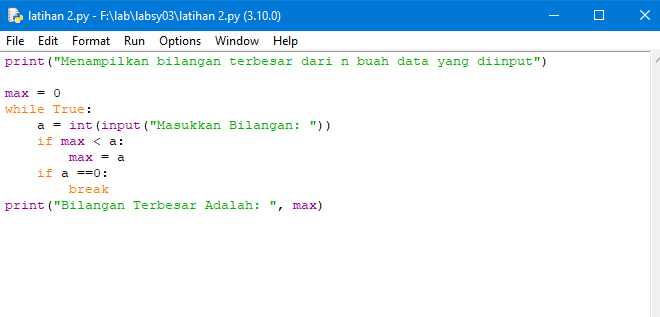 latihan 2.py - F:\lab\labsy03\latihan 2.py (3.10.0)
File Edit Format Run Options Window Help
print("Menampilkan bilangan terbesar dari n buah data yang diinput")
max = 0
while True:
    a = int(input("Masukkan Bilangan: "))
    if max < a:
        max = a
    if a ==0:
        break
print("Bilangan Terbesar Adalah: ", max)